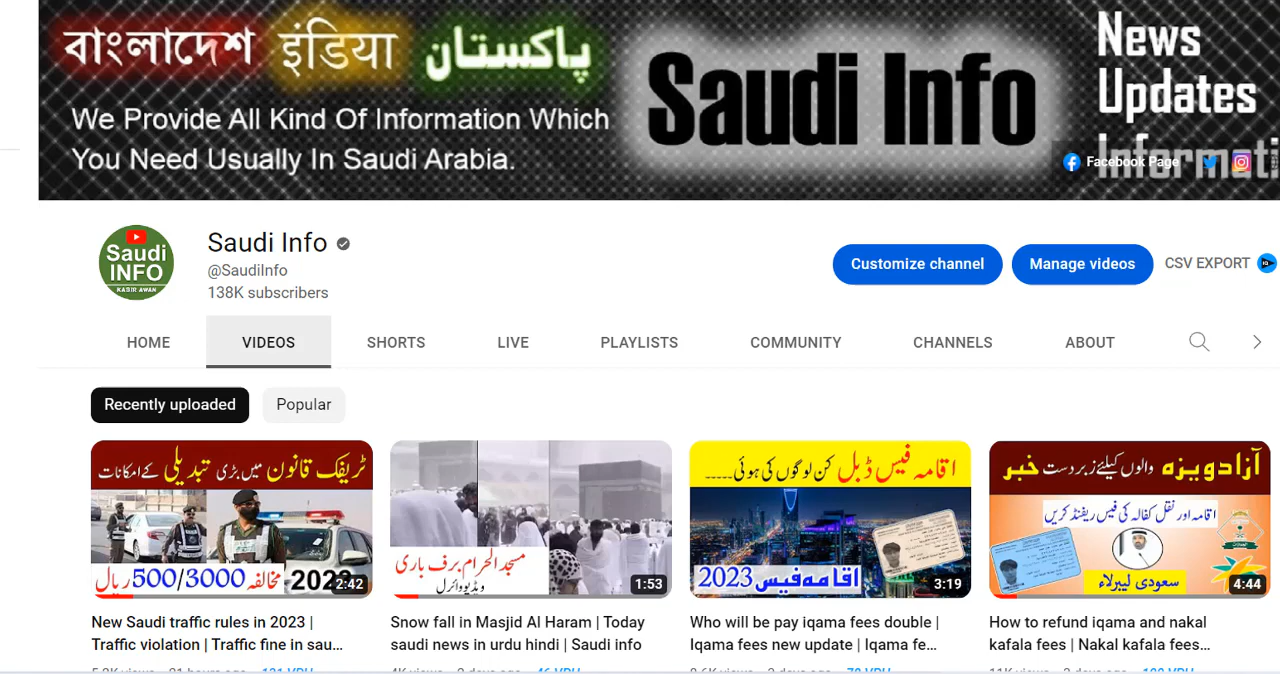 বাংলাদেশ इंडिया پاکستان
We Provide All Kind Of Information Which
You Need Usually In Saudi Arabia.
Saudi Info
News
Updates
Facebook Page
Saudi
INFO
KABIR AWAN
Saudi Info
@SaudiInfo
138K subscribers
Customize channel
Manage videos
CSV EXPORT
HOME VIDEOS SHORTS LIVE PLAYLISTS COMMUNITY CHANNELS ABOUT
Recently uploaded Popular
ٹریفک قانون میں بڑی تبدیلی کے امکانات
مخالفہ 500/3000 ریال
2023
2:42
New Saudi traffic rules in 2023 |
Traffic violation | Traffic fine in sau...
مسجد الحرام برف باری
ویڈیو وائرل
1:53
Snow fall in Masjid Al Haram | Today
saudi news in urdu hindi | Saudi info
اقامہ فیس ڈبل کن لوگوں کی ہوئی.....
اقامہ فیس 2023
3:19
Who will be pay iqama fees double |
Iqama fees new update | Iqama fe...
آزاد ویزہ والوں کیلئے زبردست خبر
اقامہ اور نقل کفالہ کی فیس ریفنڈ کریں
سعودی لیبر لاء
4:44
How to refund iqama and nakal
kafala fees | Nakal kafala fees...